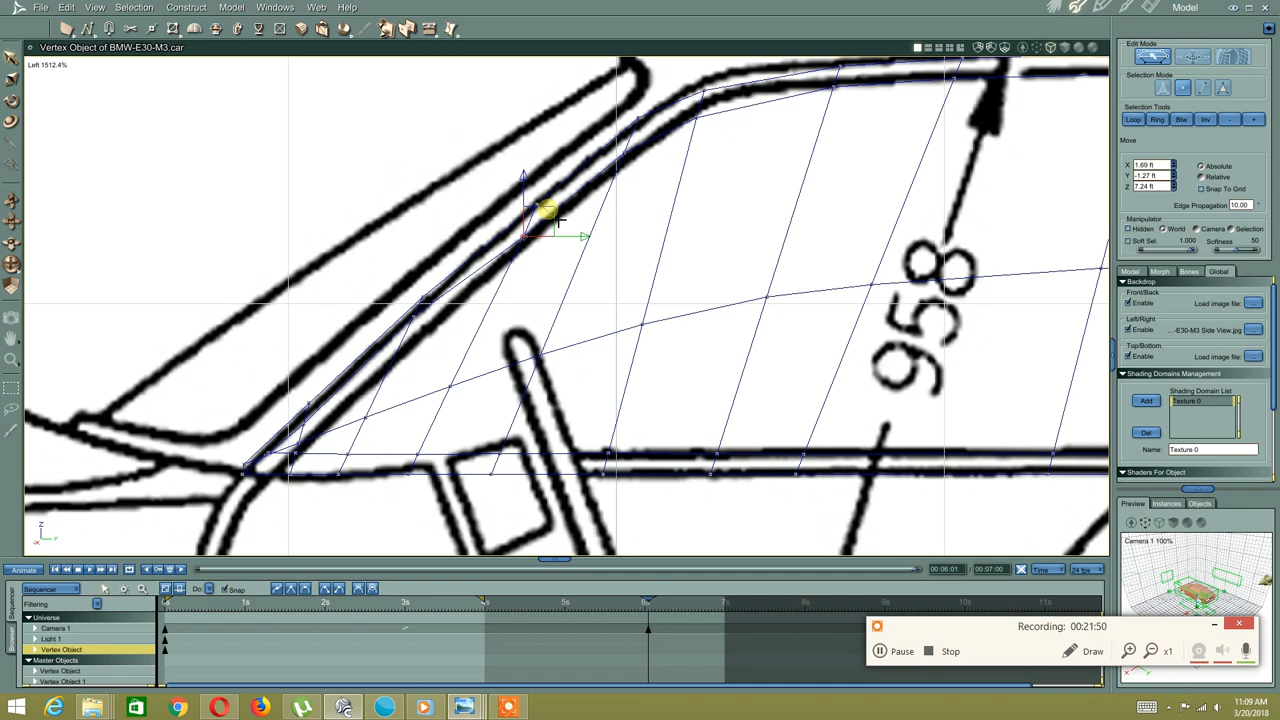 File Edit View Selection Construct Model Windows Web Help
Model
Vertex Object of BMW-E30-M3.car
Left 1512.4%
958
Z
Y
X
Edit Mode
Selection Mode
Selection Tools
Loop Ring Btw Inv - +
Move
X 1.69 ft Absolute
Y -1.27 ft Relative
Z 7.24 ft Snap To Grid
Edge Propagation 10.00
Manipulator
Hidden World Camera Selection
Soft Sel. 1.000 Softness 50
Model Morph Bones Global
Backdrop
Front/Back
Enable Load image file: ...
Left/Right
Enable ...-E30-M3 Side View.jpg ...
Top/Bottom
Enable Load image file: ...
Shading Domains Management
Shading Domain List
Add Texture 0
Del
Name: Texture 0
Shaders For Object
Preview Instances Objects
Camera 1 100%
Animate 00:06:01 / 00:07:00 Time 24 fps
Sequencer
Browser
Sequencer Do: Snap
Filtering 0s 1s 2s 3s 4s 5s 6s 7s 8s 9s 10s 11s
Universe
Camera 1
Light 1
Vertex Object
Master Objects
Vertex Object
Vertex Object 1
Recording: 00:21:50
Pause Stop Draw x1
11:09 AM
3/20/2018